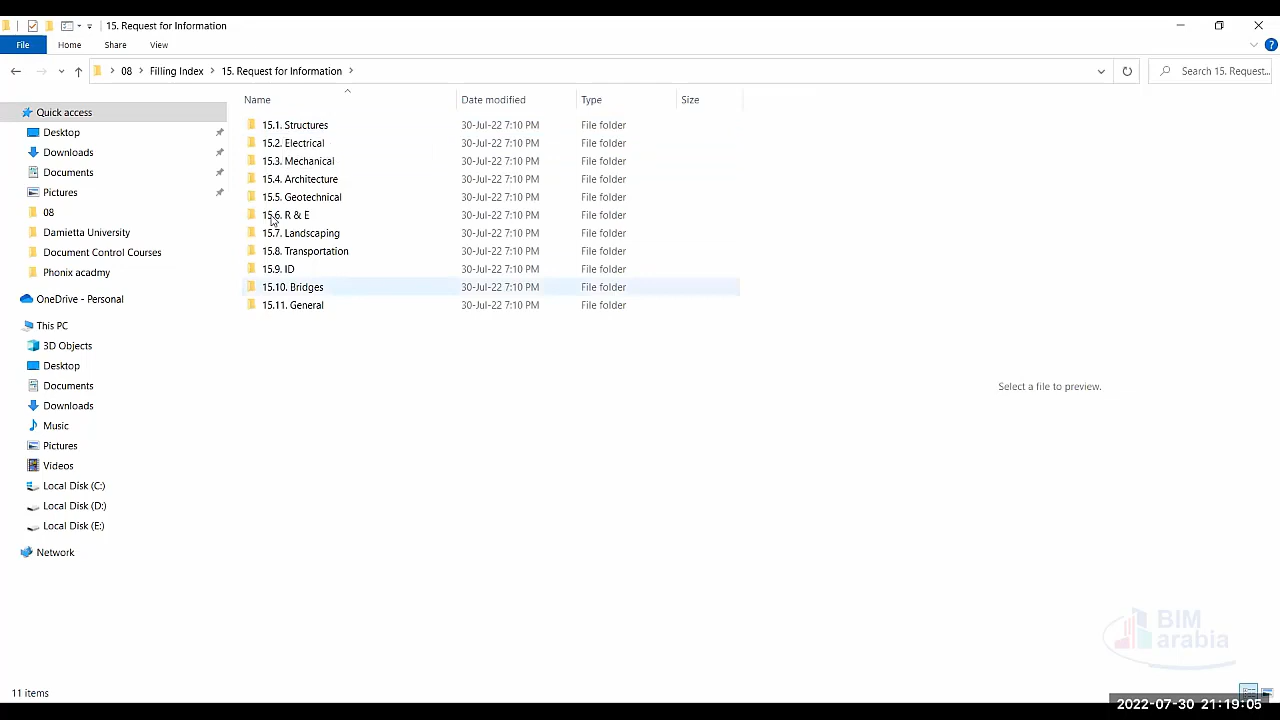 15. Request for Information
File Home Share View
08 Filling Index 15. Request for Information Search 15. Request...
Name Date modified Type Size
Quick access
Desktop
Downloads
Documents
Pictures
08
Damietta University
Document Control Courses
Phonix acadmy
OneDrive - Personal
This PC
3D Objects
Desktop
Documents
Downloads
Music
Pictures
Videos
Local Disk (C:)
Local Disk (D:)
Local Disk (E:)
Network
15.1. Structures 30-Jul-22 7:10 PM File folder
15.2. Electrical 30-Jul-22 7:10 PM File folder
15.3. Mechanical 30-Jul-22 7:10 PM File folder
15.4. Architecture 30-Jul-22 7:10 PM File folder
15.5. Geotechnical 30-Jul-22 7:10 PM File folder
15.6. R & E 30-Jul-22 7:10 PM File folder
15.7. Landscaping 30-Jul-22 7:10 PM File folder
15.8. Transportation 30-Jul-22 7:10 PM File folder
15.9. ID 30-Jul-22 7:10 PM File folder
15.10. Bridges 30-Jul-22 7:10 PM File folder
15.11. General 30-Jul-22 7:10 PM File folder
Select a file to preview.
BIM
arabia
11 items
2022-07-30 21:19:05